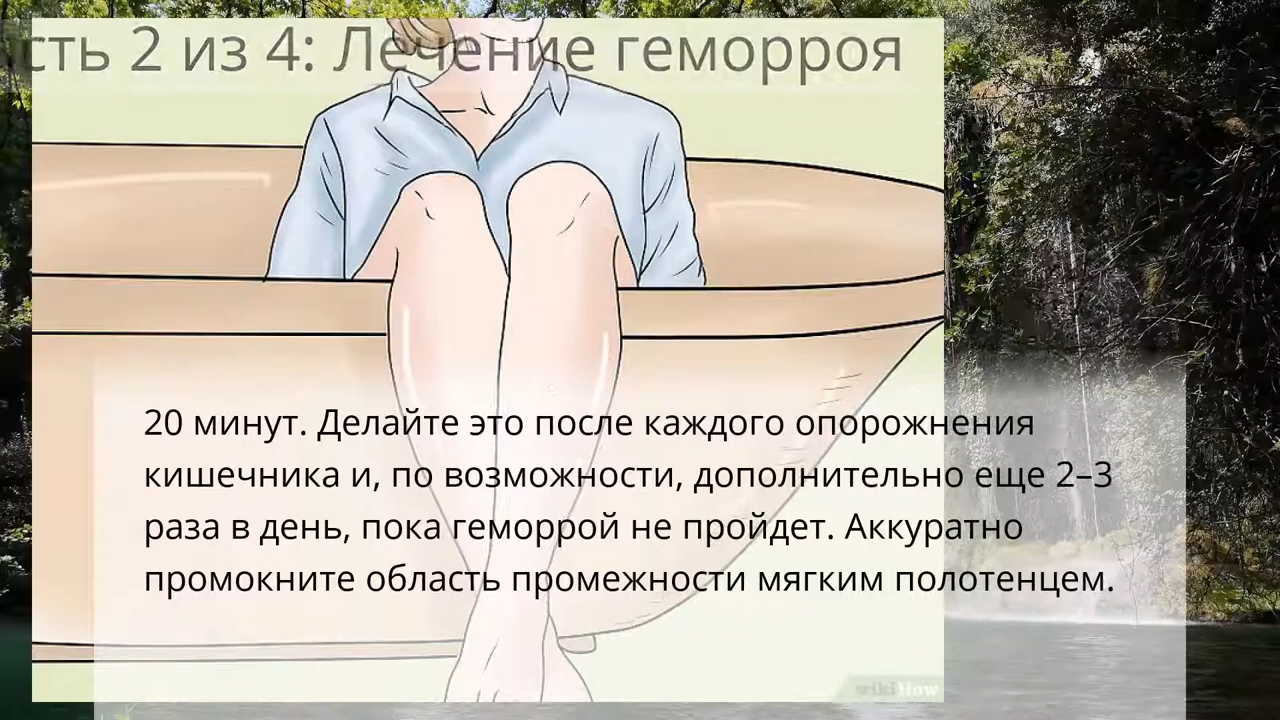 сть 2 из 4: Лечение геморроя
20 минут. Делайте это после каждого опорожнения
кишечника и, по возможности, дополнительно еще 2–3
раза в день, пока геморрой не пройдет. Аккуратно
промокните область промежности мягким полотенцем.
wikiHow